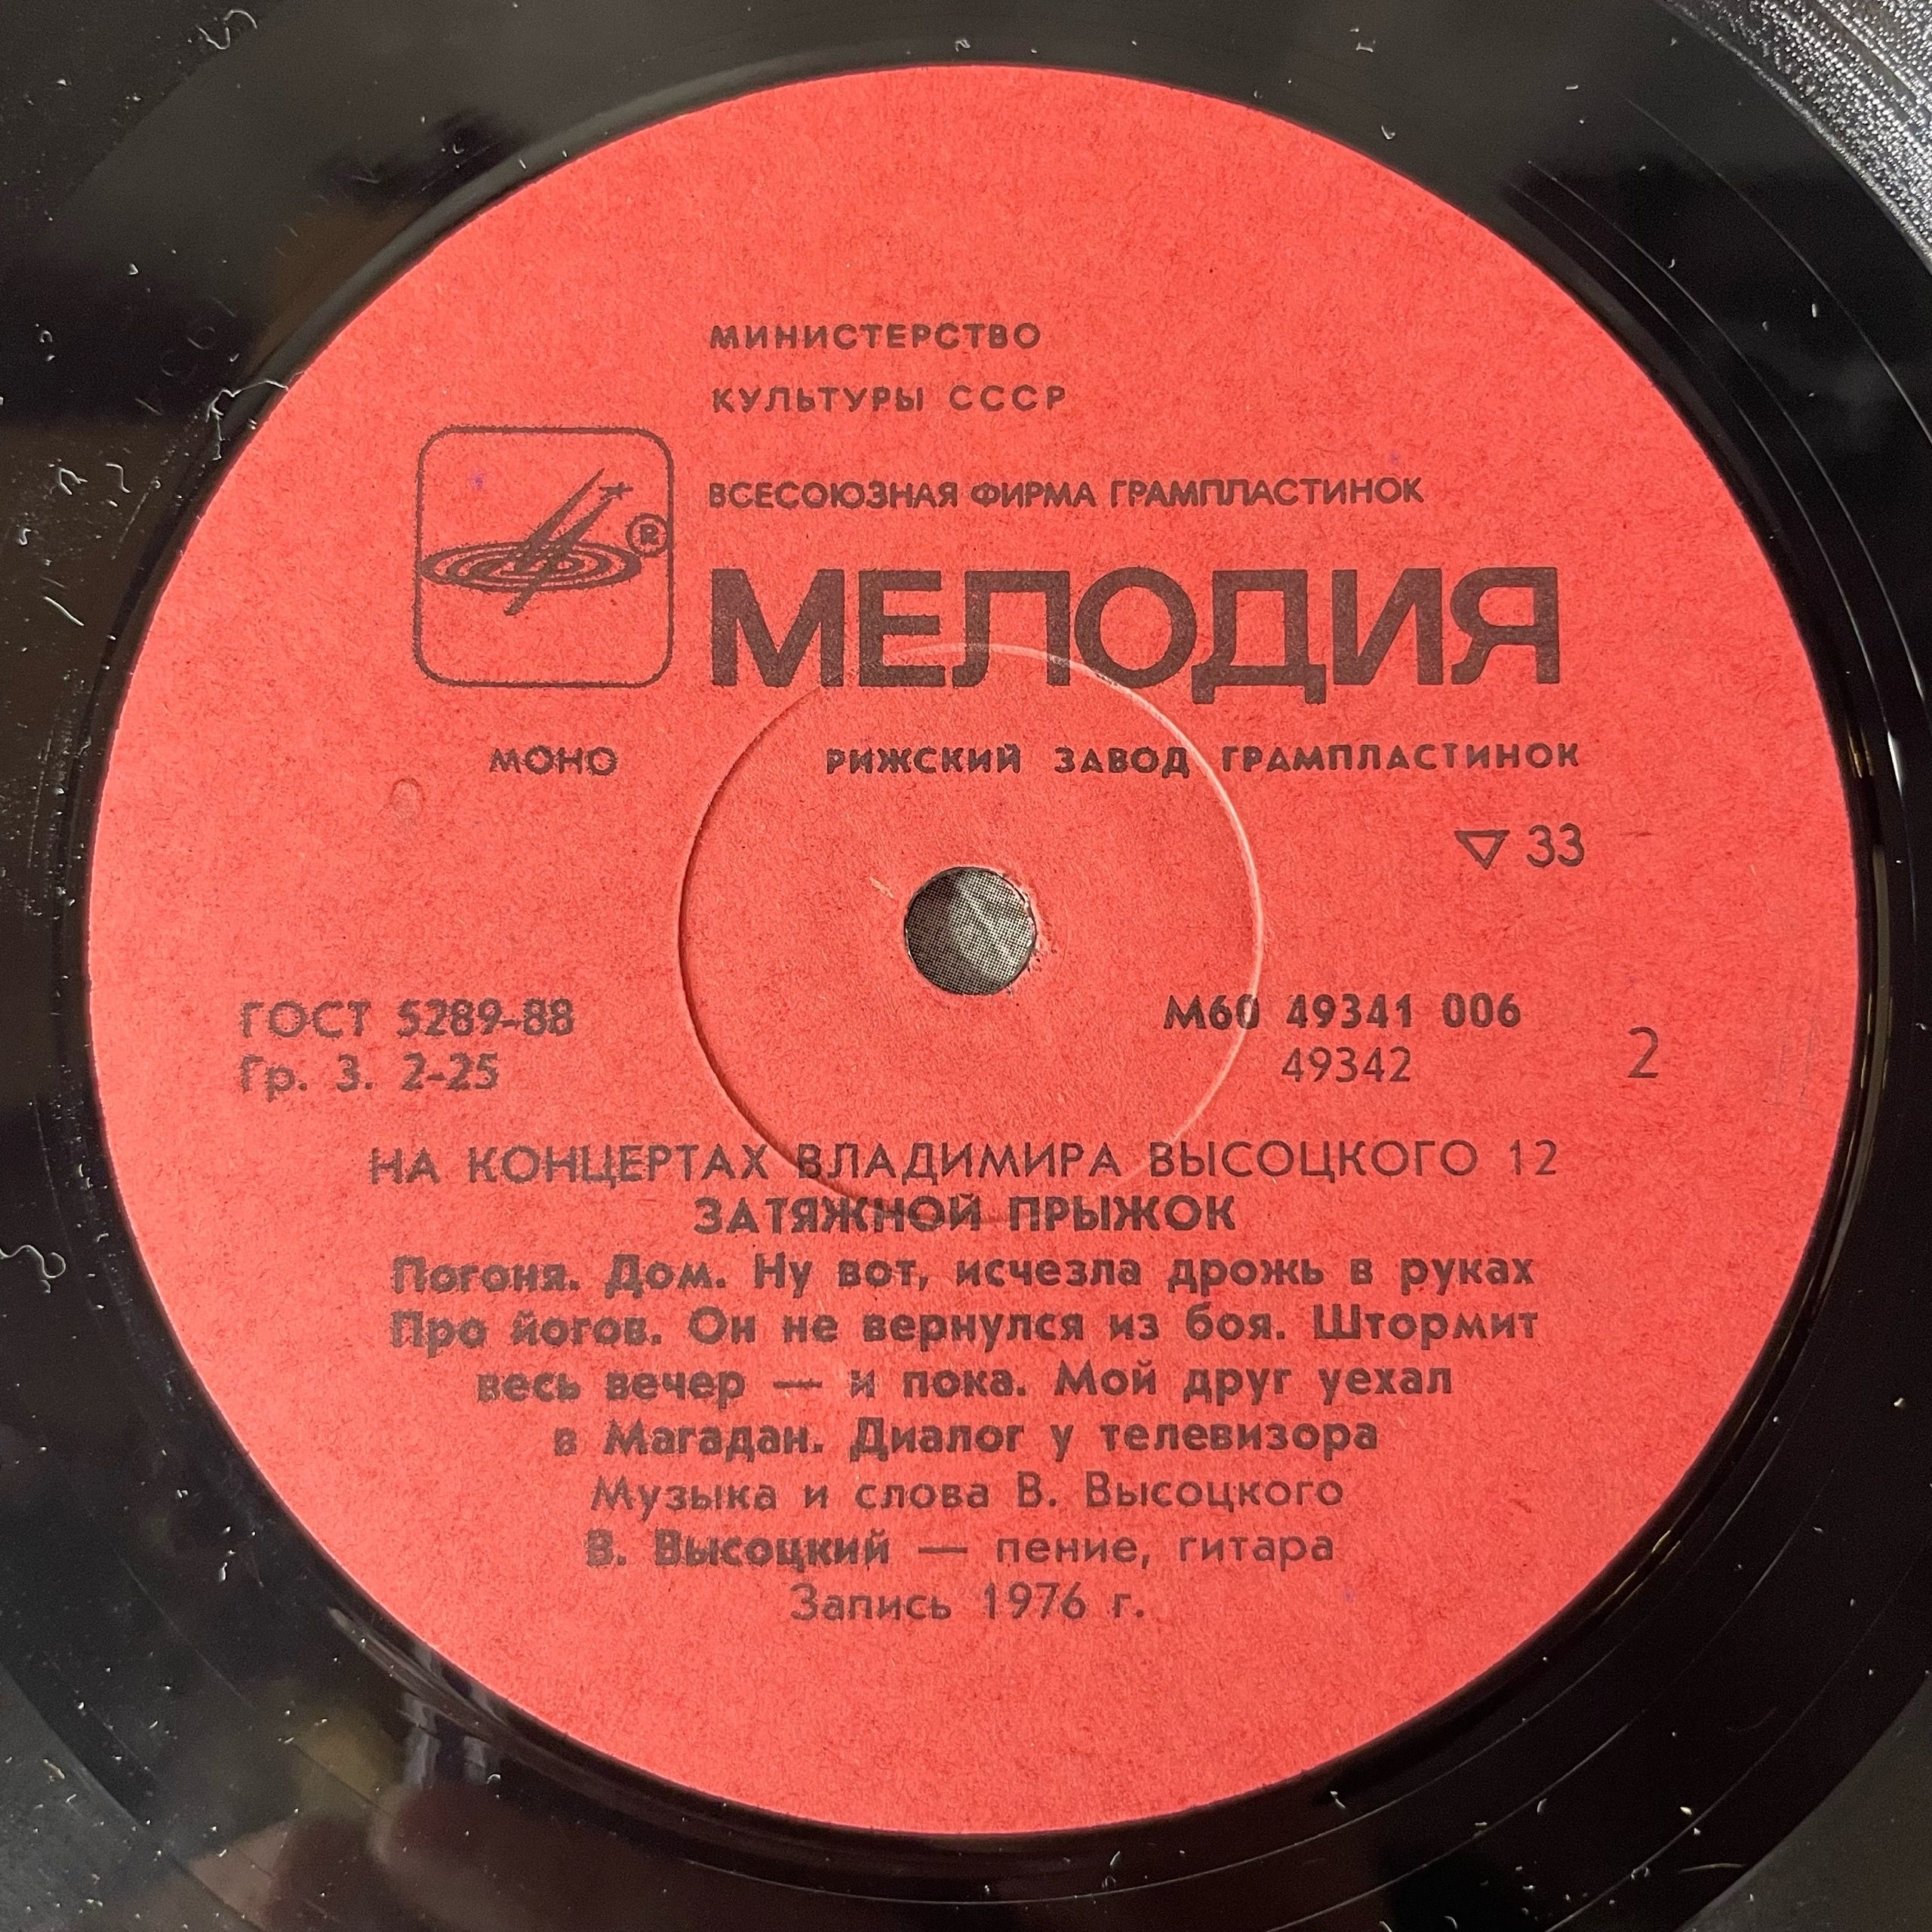 МИНИСТЕРСТВО
КУЛЬТУРЫ СССР
ВСЕСОЮЗНАЯ ФИРМА ГРАМПЛАСТИНОК
®
МЕЛОДИЯ
МОНО
РИЖСКИЙ ЗАВОД ГРАМПЛАСТИНОК
▽ 33
ГОСТ 5289-88
Гр. 3. 2-25
М60 49341 006
49342
2
НА КОНЦЕРТАХ ВЛАДИМИРА ВЫСОЦКОГО 12
ЗАТЯЖНОЙ ПРЫЖОК
Погоня. Дом. Ну вот, исчезла дрожь в руках
Про йогов. Он не вернулся из боя. Штормит
весь вечер — и пока. Мой друг уехал
в Магадан. Диалог у телевизора
Музыка и слова В. Высоцкого
В. Высоцкий — пение, гитара
Запись 1976 г.